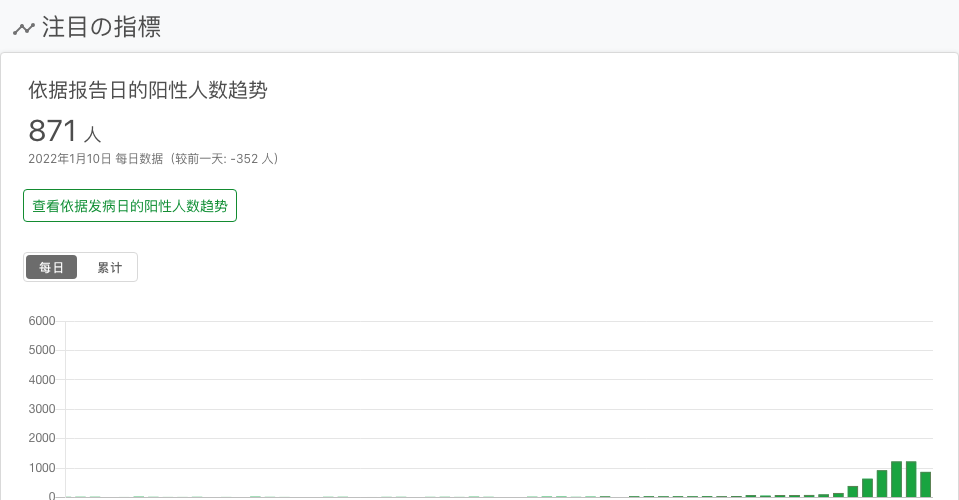 注目の指標
依据报告日的阳性人数趋势
871 人
2022年1月10日 每日数据（较前一天: -352 人）
查看依据发病日的阳性人数趋势
每日 累计
6000
5000
4000
3000
2000
1000
0